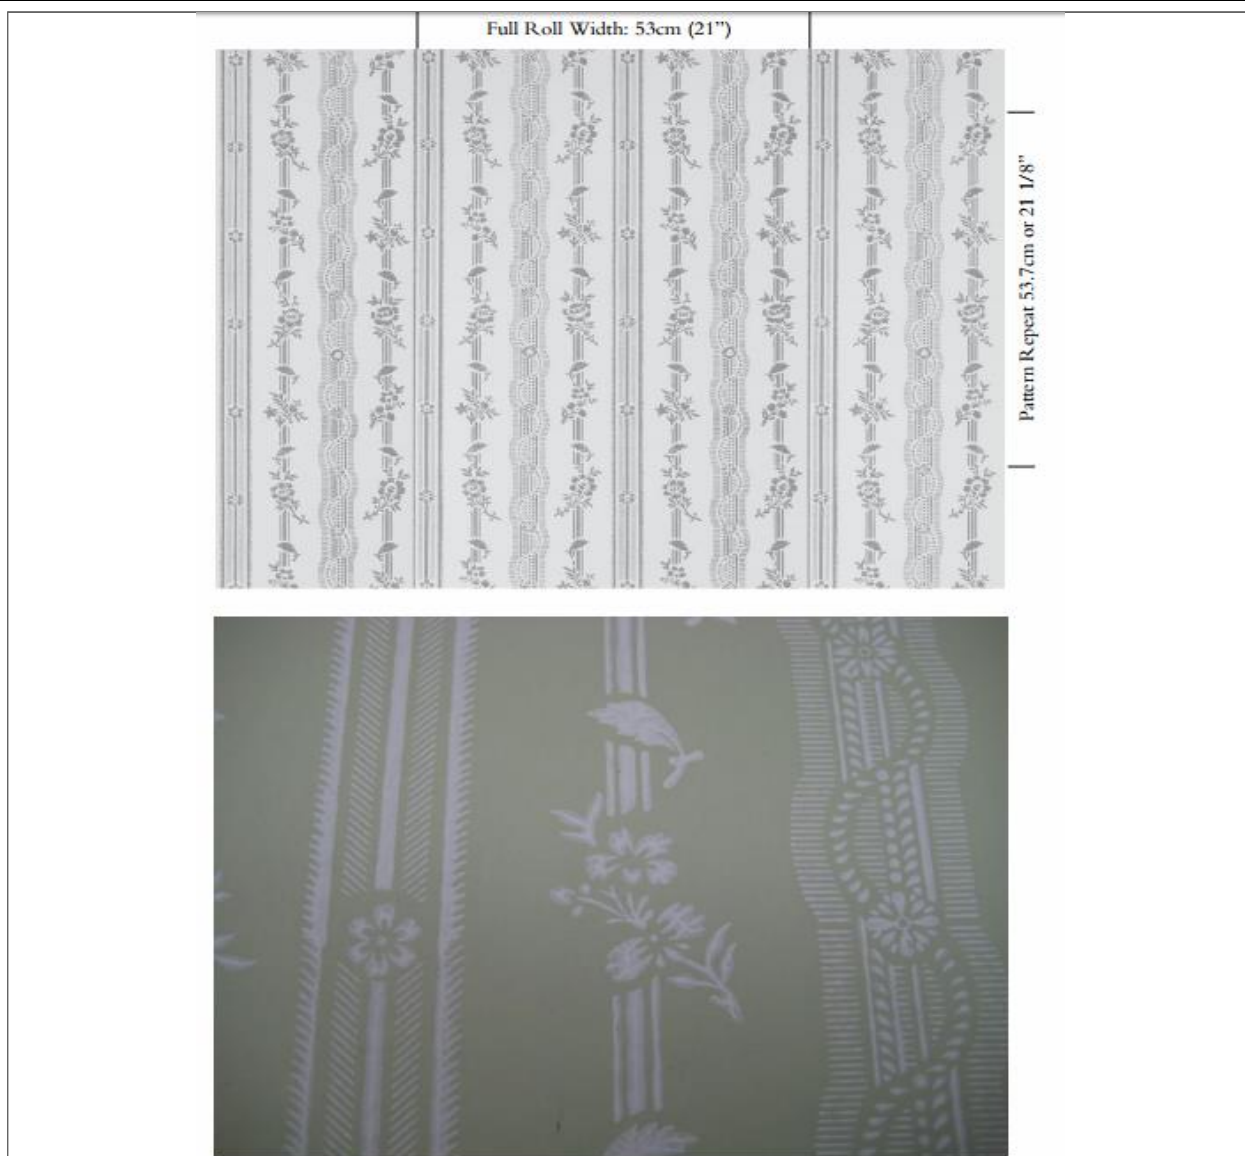 Full Roll Width: 53cm (21”)
Pattern Repeat 53.7cm or 21 1/8”